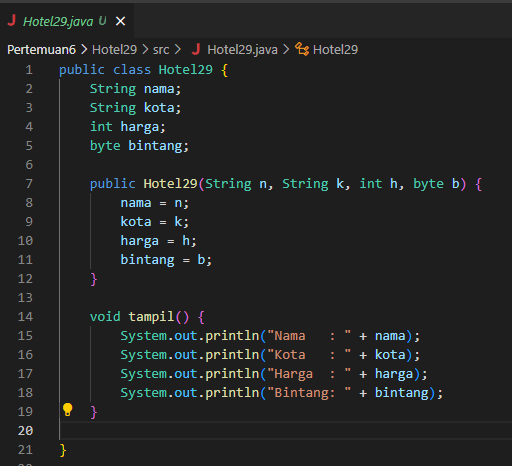 J Hotel29.java U ×
Pertemuan6 > Hotel29 > src > J Hotel29.java > Hotel29
1 public class Hotel29 {
2     String nama;
3     String kota;
4     int harga;
5     byte bintang;
6
7     public Hotel29(String n, String k, int h, byte b) {
8         nama = n;
9         kota = k;
10         harga = h;
11         bintang = b;
12     }
13
14     void tampil() {
15         System.out.println("Nama   : " + nama);
16         System.out.println("Kota   : " + kota);
17         System.out.println("Harga  : " + harga);
18         System.out.println("Bintang: " + bintang);
19     }
20
21 }